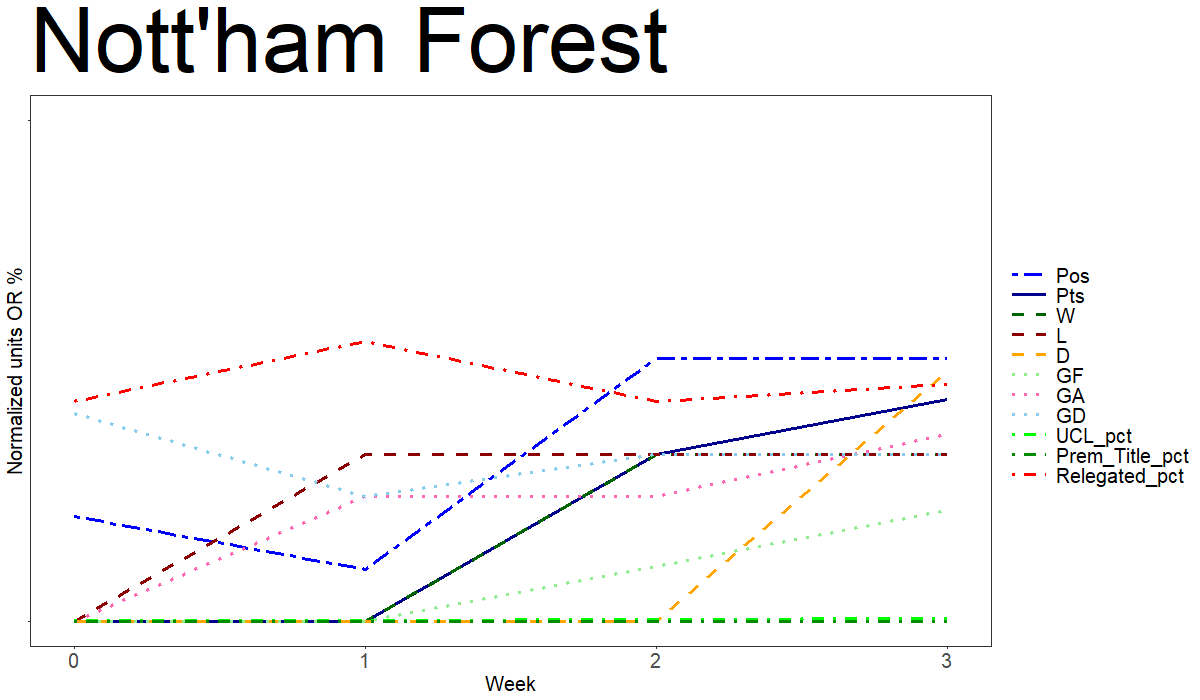 Nott'ham Forest
Normalized units OR %
0
1
2
3
Week
Pos
Pts
W
L
D
GF
GA
GD
UCL_pct
Prem_Title_pct
Relegated_pct